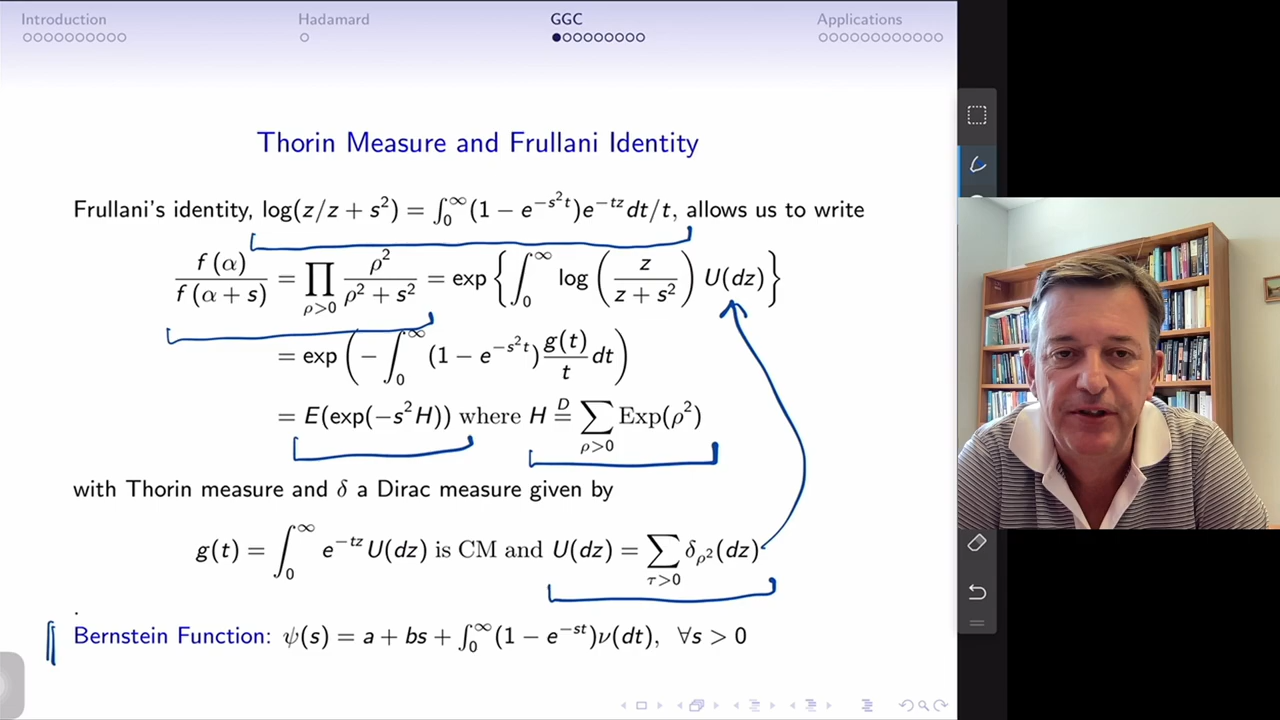 Introduction Hadamard GGC Applications
Thorin Measure and Frullani Identity
Frullani's identity, log(z/z + s²) = ∫₀^∞ (1 − e^{−s²t})e^{−tz}dt/t, allows us to write
f(α)/f(α + s) = ∏_{ρ>0} ρ²/(ρ² + s²) = exp { ∫₀^∞ log ( z/(z + s²) ) U(dz) }
= exp ( − ∫₀^∞ (1 − e^{−s²t}) g(t)/t dt )
= E(exp(−s²H)) where H =^D ∑_{ρ>0} Exp(ρ²)
with Thorin measure and δ a Dirac measure given by
g(t) = ∫₀^∞ e^{−tz} U(dz) is CM and U(dz) = ∑_{τ>0} δ_{ρ²}(dz)
.
Bernstein Function: ψ(s) = a + bs + ∫₀^∞ (1 − e^{−st})ν(dt), ∀s > 0